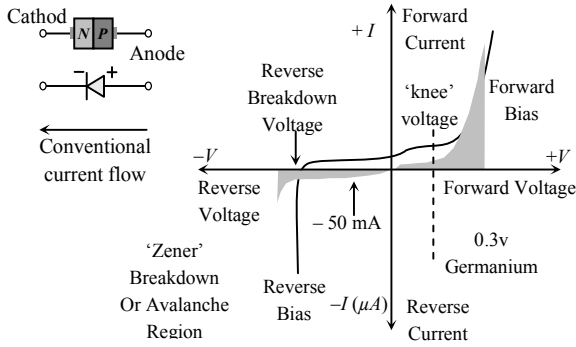 Cathod
N P
Anode
− +
Conventional
current flow
+ I
Forward
Current
Reverse
Breakdown
Voltage
‘knee’
voltage
Forward
Bias
−V
+V
Reverse
Voltage
Forward Voltage
− 50 mA
0.3v
Germanium
‘Zener’
Breakdown
Or Avalanche
Region
Reverse
Bias
−I (μA)
Reverse
Current